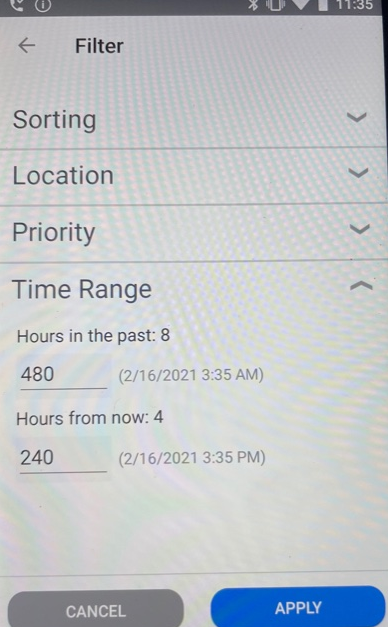 11:35
Filter
Sorting
Location
Priority
Time Range
Hours in the past: 8
480 (2/16/2021 3:35 AM)
Hours from now: 4
240 (2/16/2021 3:35 PM)
CANCEL APPLY